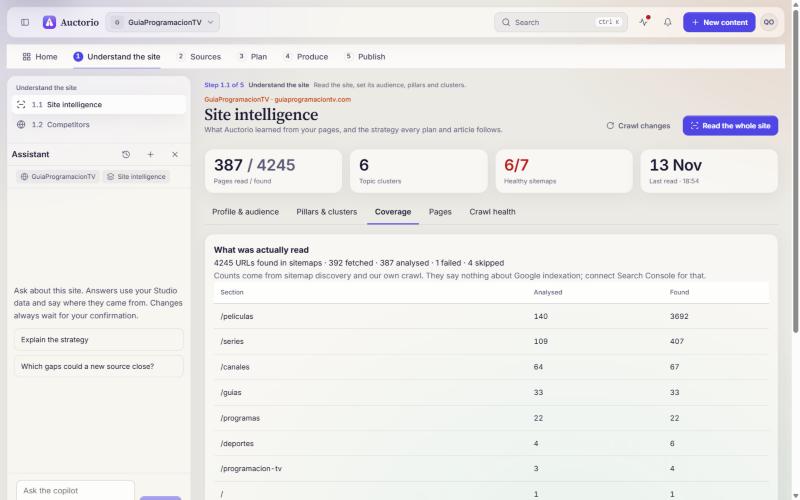 Auctorio
G GuiaProgramacionTV
Search Ctrl K
+ New content
QO
Home
1 Understand the site
2 Sources
3 Plan
4 Produce
5 Publish
Understand the site
1.1 Site intelligence
1.2 Competitors
Assistant
GuiaProgramacionTV
Site intelligence
Ask about this site. Answers use your Studio
data and say where they came from. Changes
always wait for your confirmation.
Explain the strategy
Which gaps could a new source close?
Ask the copilot
Step 1.1 of 5 Understand the site Read the site, set its audience, pillars and clusters.
GuiaProgramacionTV · guiaprogramaciontv.com
Site intelligence
What Auctorio learned from your pages, and the strategy every plan and article follows.
Crawl changes
Read the whole site
387 / 4245
Pages read / found
6
Topic clusters
6/7
Healthy sitemaps
13 Nov
Last read · 18:54
Profile & audience
Pillars & clusters
Coverage
Pages
Crawl health
What was actually read
4245 URLs found in sitemaps · 392 fetched · 387 analysed · 1 failed · 4 skipped
Counts come from sitemap discovery and our own crawl. They say nothing about Google indexation; connect Search Console for that.
Section Analysed Found
/peliculas 140 3692
/series 109 407
/canales 64 67
/guias 33 33
/programas 22 22
/deportes 4 6
/programacion-tv 3 4
/ 1 1